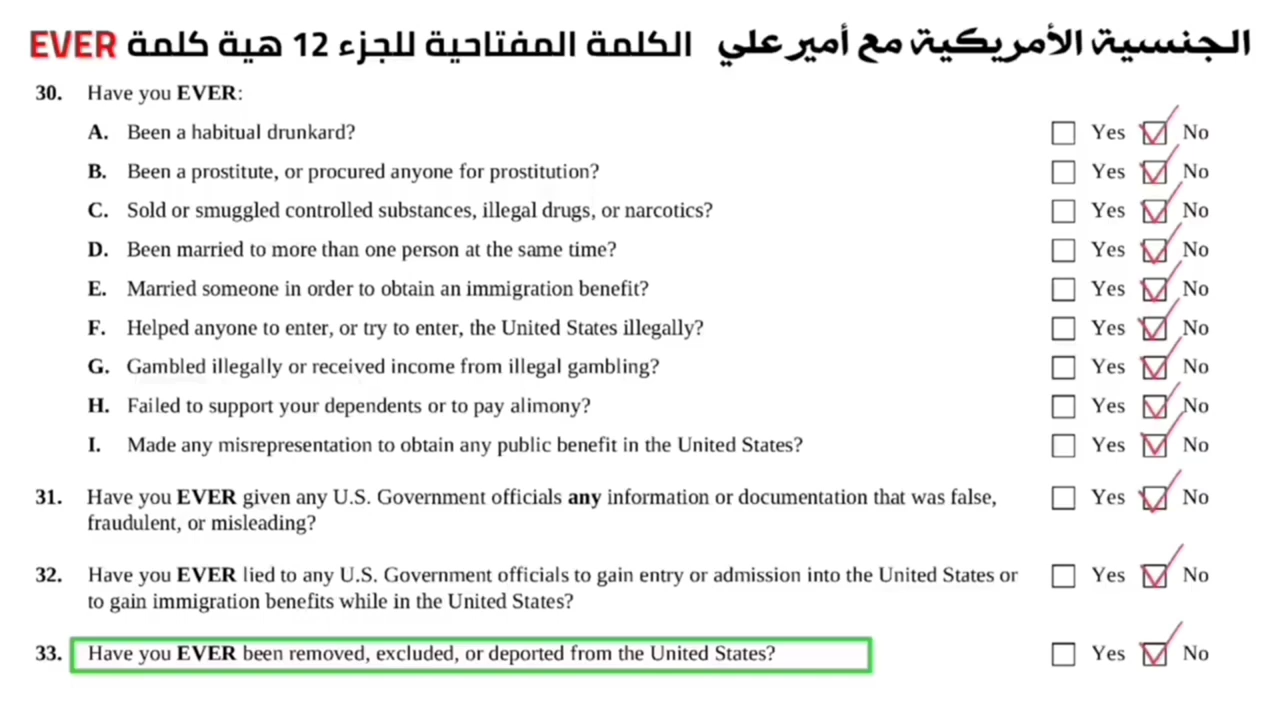 الجنسية الأمريكية مع أمير علي الكلمة المفتاحية للجزء 12 هية كلمة EVER
30. Have you EVER:
A. Been a habitual drunkard? Yes No
B. Been a prostitute, or procured anyone for prostitution? Yes No
C. Sold or smuggled controlled substances, illegal drugs, or narcotics? Yes No
D. Been married to more than one person at the same time? Yes No
E. Married someone in order to obtain an immigration benefit? Yes No
F. Helped anyone to enter, or try to enter, the United States illegally? Yes No
G. Gambled illegally or received income from illegal gambling? Yes No
H. Failed to support your dependents or to pay alimony? Yes No
I. Made any misrepresentation to obtain any public benefit in the United States? Yes No
31. Have you EVER given any U.S. Government officials any information or documentation that was false, Yes No
fraudulent, or misleading?
32. Have you EVER lied to any U.S. Government officials to gain entry or admission into the United States or Yes No
to gain immigration benefits while in the United States?
33. Have you EVER been removed, excluded, or deported from the United States? Yes No